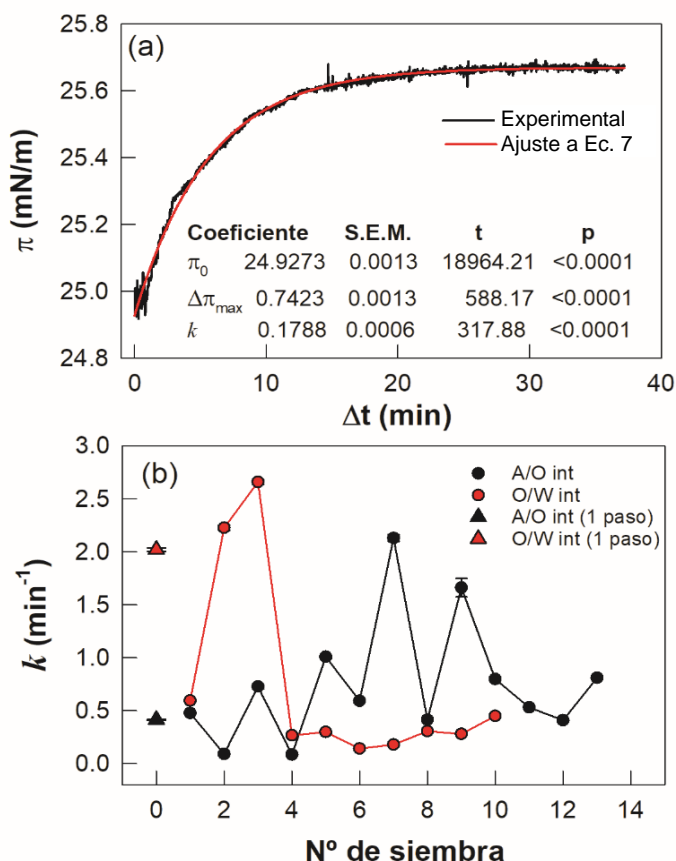 25.8
(a)
25.6
25.4
25.2
25.0
24.8
π (mN/m)
Experimental
Ajuste a Ec. 7
Coeficiente S.E.M. t p
π0 24.9273 0.0013 18964.21 <0.0001
Δπmax 0.7423 0.0013 588.17 <0.0001
k 0.1788 0.0006 317.88 <0.0001
0 10 20 30 40
Δt (min)
3.0
(b)
2.5
2.0
1.5
1.0
0.5
0.0
k (min-1)
A/O int
O/W int
A/O int (1 paso)
O/W int (1 paso)
0 2 4 6 8 10 12 14
Nº de siembra